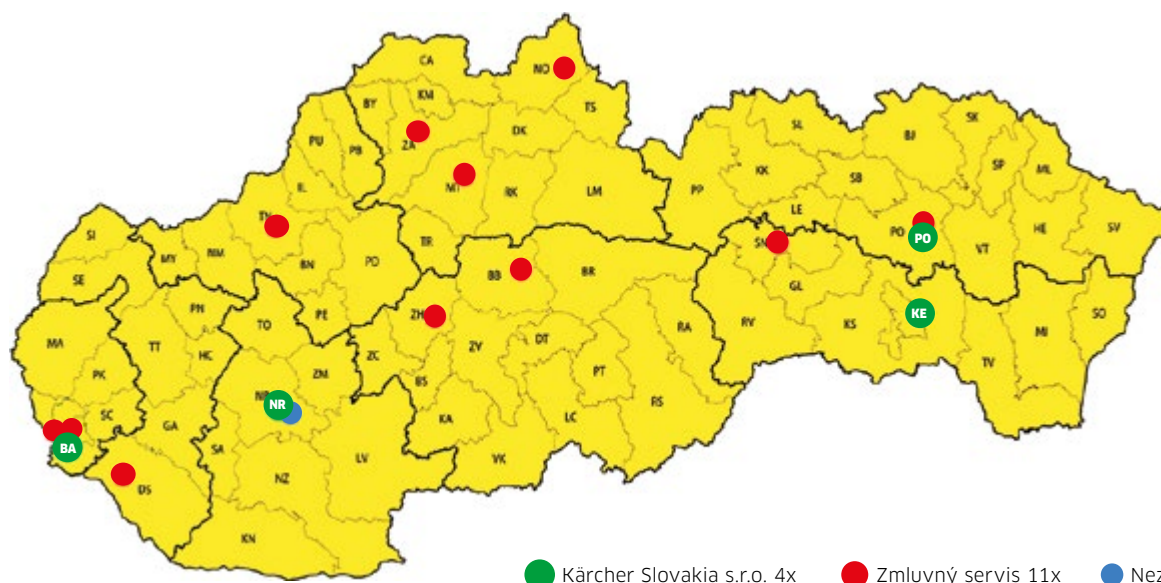 CA
NO
BY
KM
TS
PU
PB
ZA
DK
SL
BJ
SK
SP
ML
IL
MT
RK
LM
PP
KK
SB
LE
PO
PO
VT
HE
SV
SI
SE
MY
NM
BN
PD
TR
BB
BR
SN
GL
RV
KS
KE
MI
SO
TV
MA
PK
SC
BA
TT
PN
HC
TO
PE
ZH
ZC
ZM
NR
BS
ZY
DT
PT
RA
RS
KA
LC
VK
GA
SA
DS
NZ
LV
KN
Kärcher Slovakia s.r.o. 4x
Zmluvný servis 11x
Nez